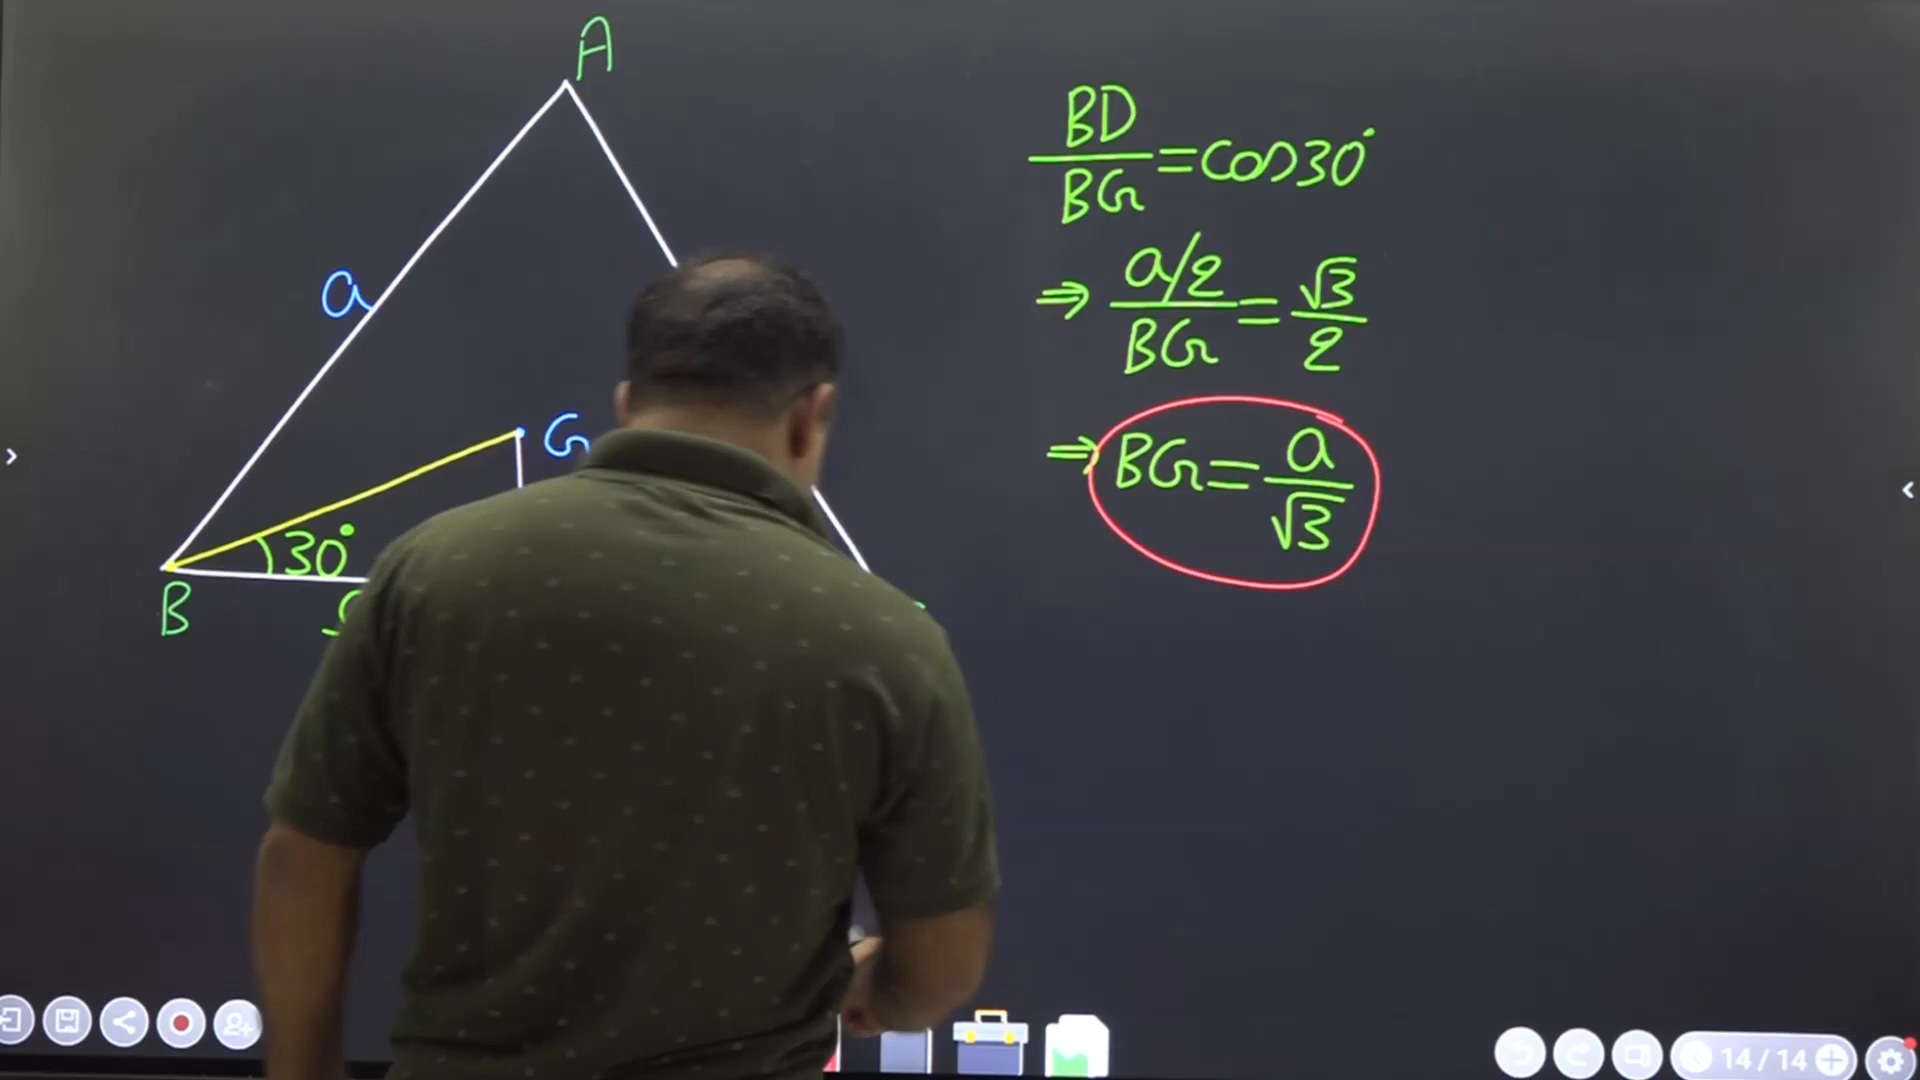 A
a
G
30°
B
BD/BG = cos30°
⇒ a/2/BG = √3/2
⇒ BG = a/√3
14/14